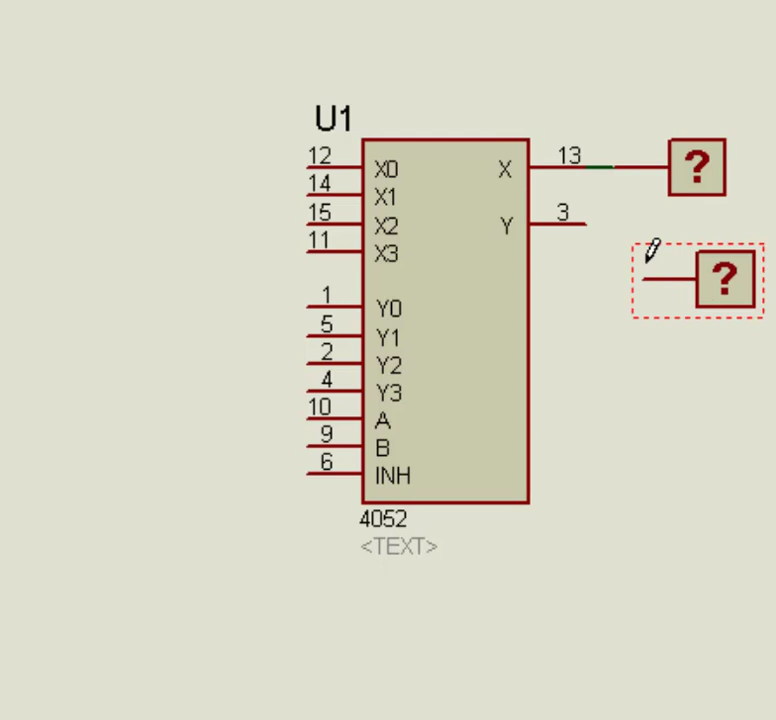 U1
12 X0 X 13 ?
14 X1
15 X2 Y 3
11 X3 ?
1 Y0
5 Y1
2 Y2
4 Y3
10 A
9 B
6 INH
4052
<TEXT>